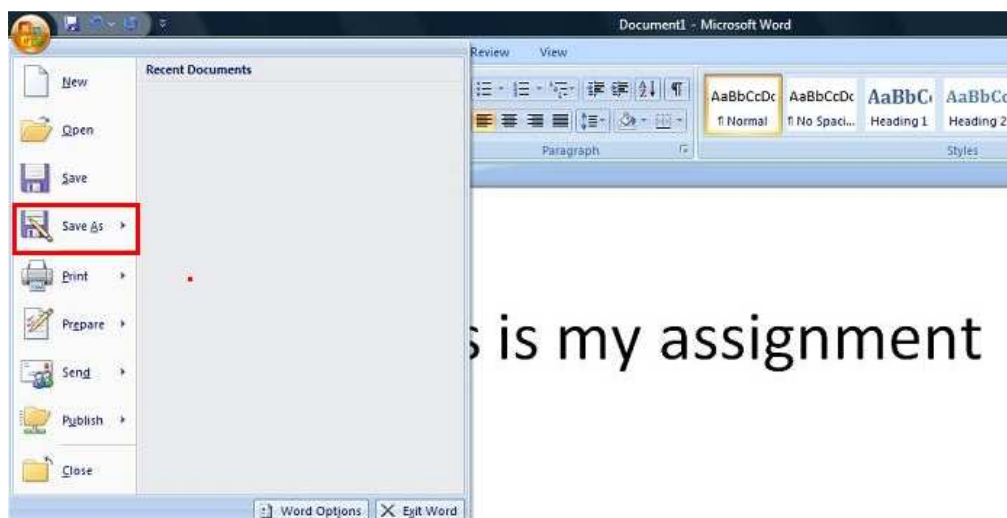 Document1 - Microsoft Word
Review View
New
Recent Documents
Open
Save
Save As
Print
Prepare
Send
Publish
Close
Word Options Exit Word
AaBbCcDc AaBbCcDc AaBbC AaBbCc
¶ Normal ¶ No Spaci... Heading 1 Heading 2
Paragraph Styles
s is my assignment